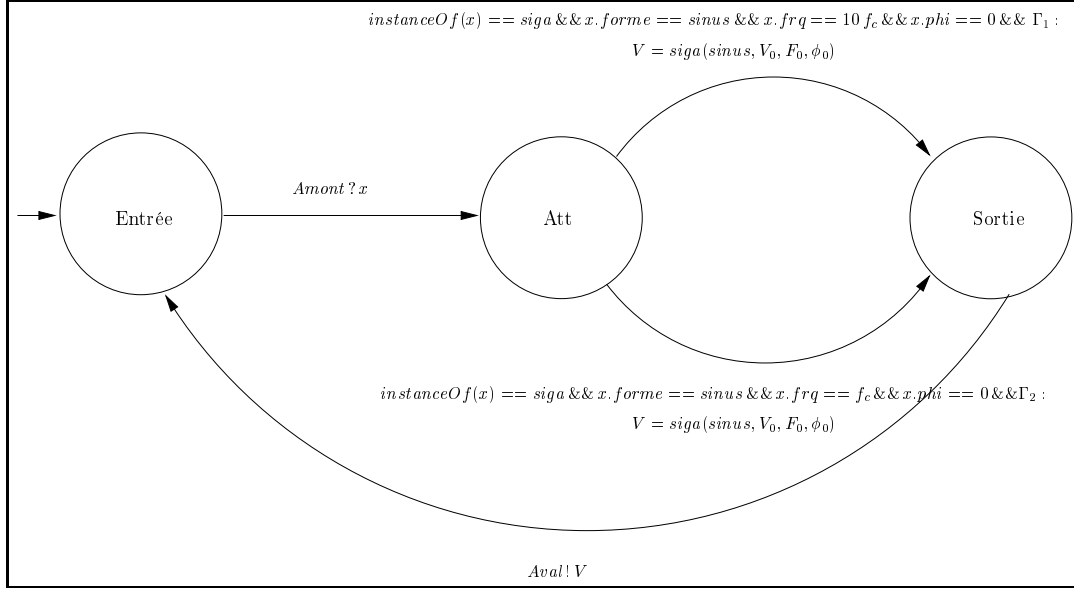 instanceOf(x) == siga && x.forme == sinus && x.frq == 10 f_c && x.phi == 0 && Γ_1 :
V = siga(sinus, V_0, F_0, ϕ_0)
Amont ? x
Entrée
Att
Sortie
instanceOf(x) == siga && x.forme == sinus && x.frq == f_c && x.phi == 0 && Γ_2 :
V = siga(sinus, V_0, F_0, ϕ_0)
Aval ! V